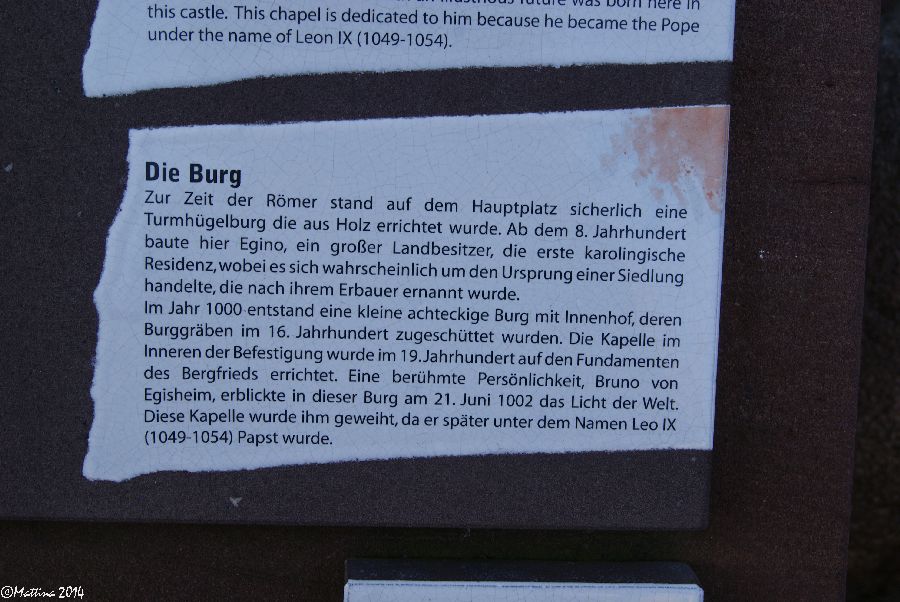 this castle. This chapel is dedicated to him because he became the Pope
under the name of Leon IX (1049-1054).
Die Burg
Zur Zeit der Römer stand auf dem Hauptplatz sicherlich eine
Turmhügelburg die aus Holz errichtet wurde. Ab dem 8. Jahrhundert
baute hier Egino, ein großer Landbesitzer, die erste karolingische
Residenz, wobei es sich wahrscheinlich um den Ursprung einer Siedlung
handelte, die nach ihrem Erbauer ernannt wurde.
Im Jahr 1000 entstand eine kleine achteckige Burg mit Innenhof, deren
Burggräben im 16. Jahrhundert zugeschüttet wurden. Die Kapelle im
Inneren der Befestigung wurde im 19. Jahrhundert auf den Fundamenten
des Bergfrieds errichtet. Eine berühmte Persönlichkeit, Bruno von
Egisheim, erblickte in dieser Burg am 21. Juni 1002 das Licht der Welt.
Diese Kapelle wurde ihm geweiht, da er später unter dem Namen Leo IX
(1049-1054) Papst wurde.
©Mattina 2014